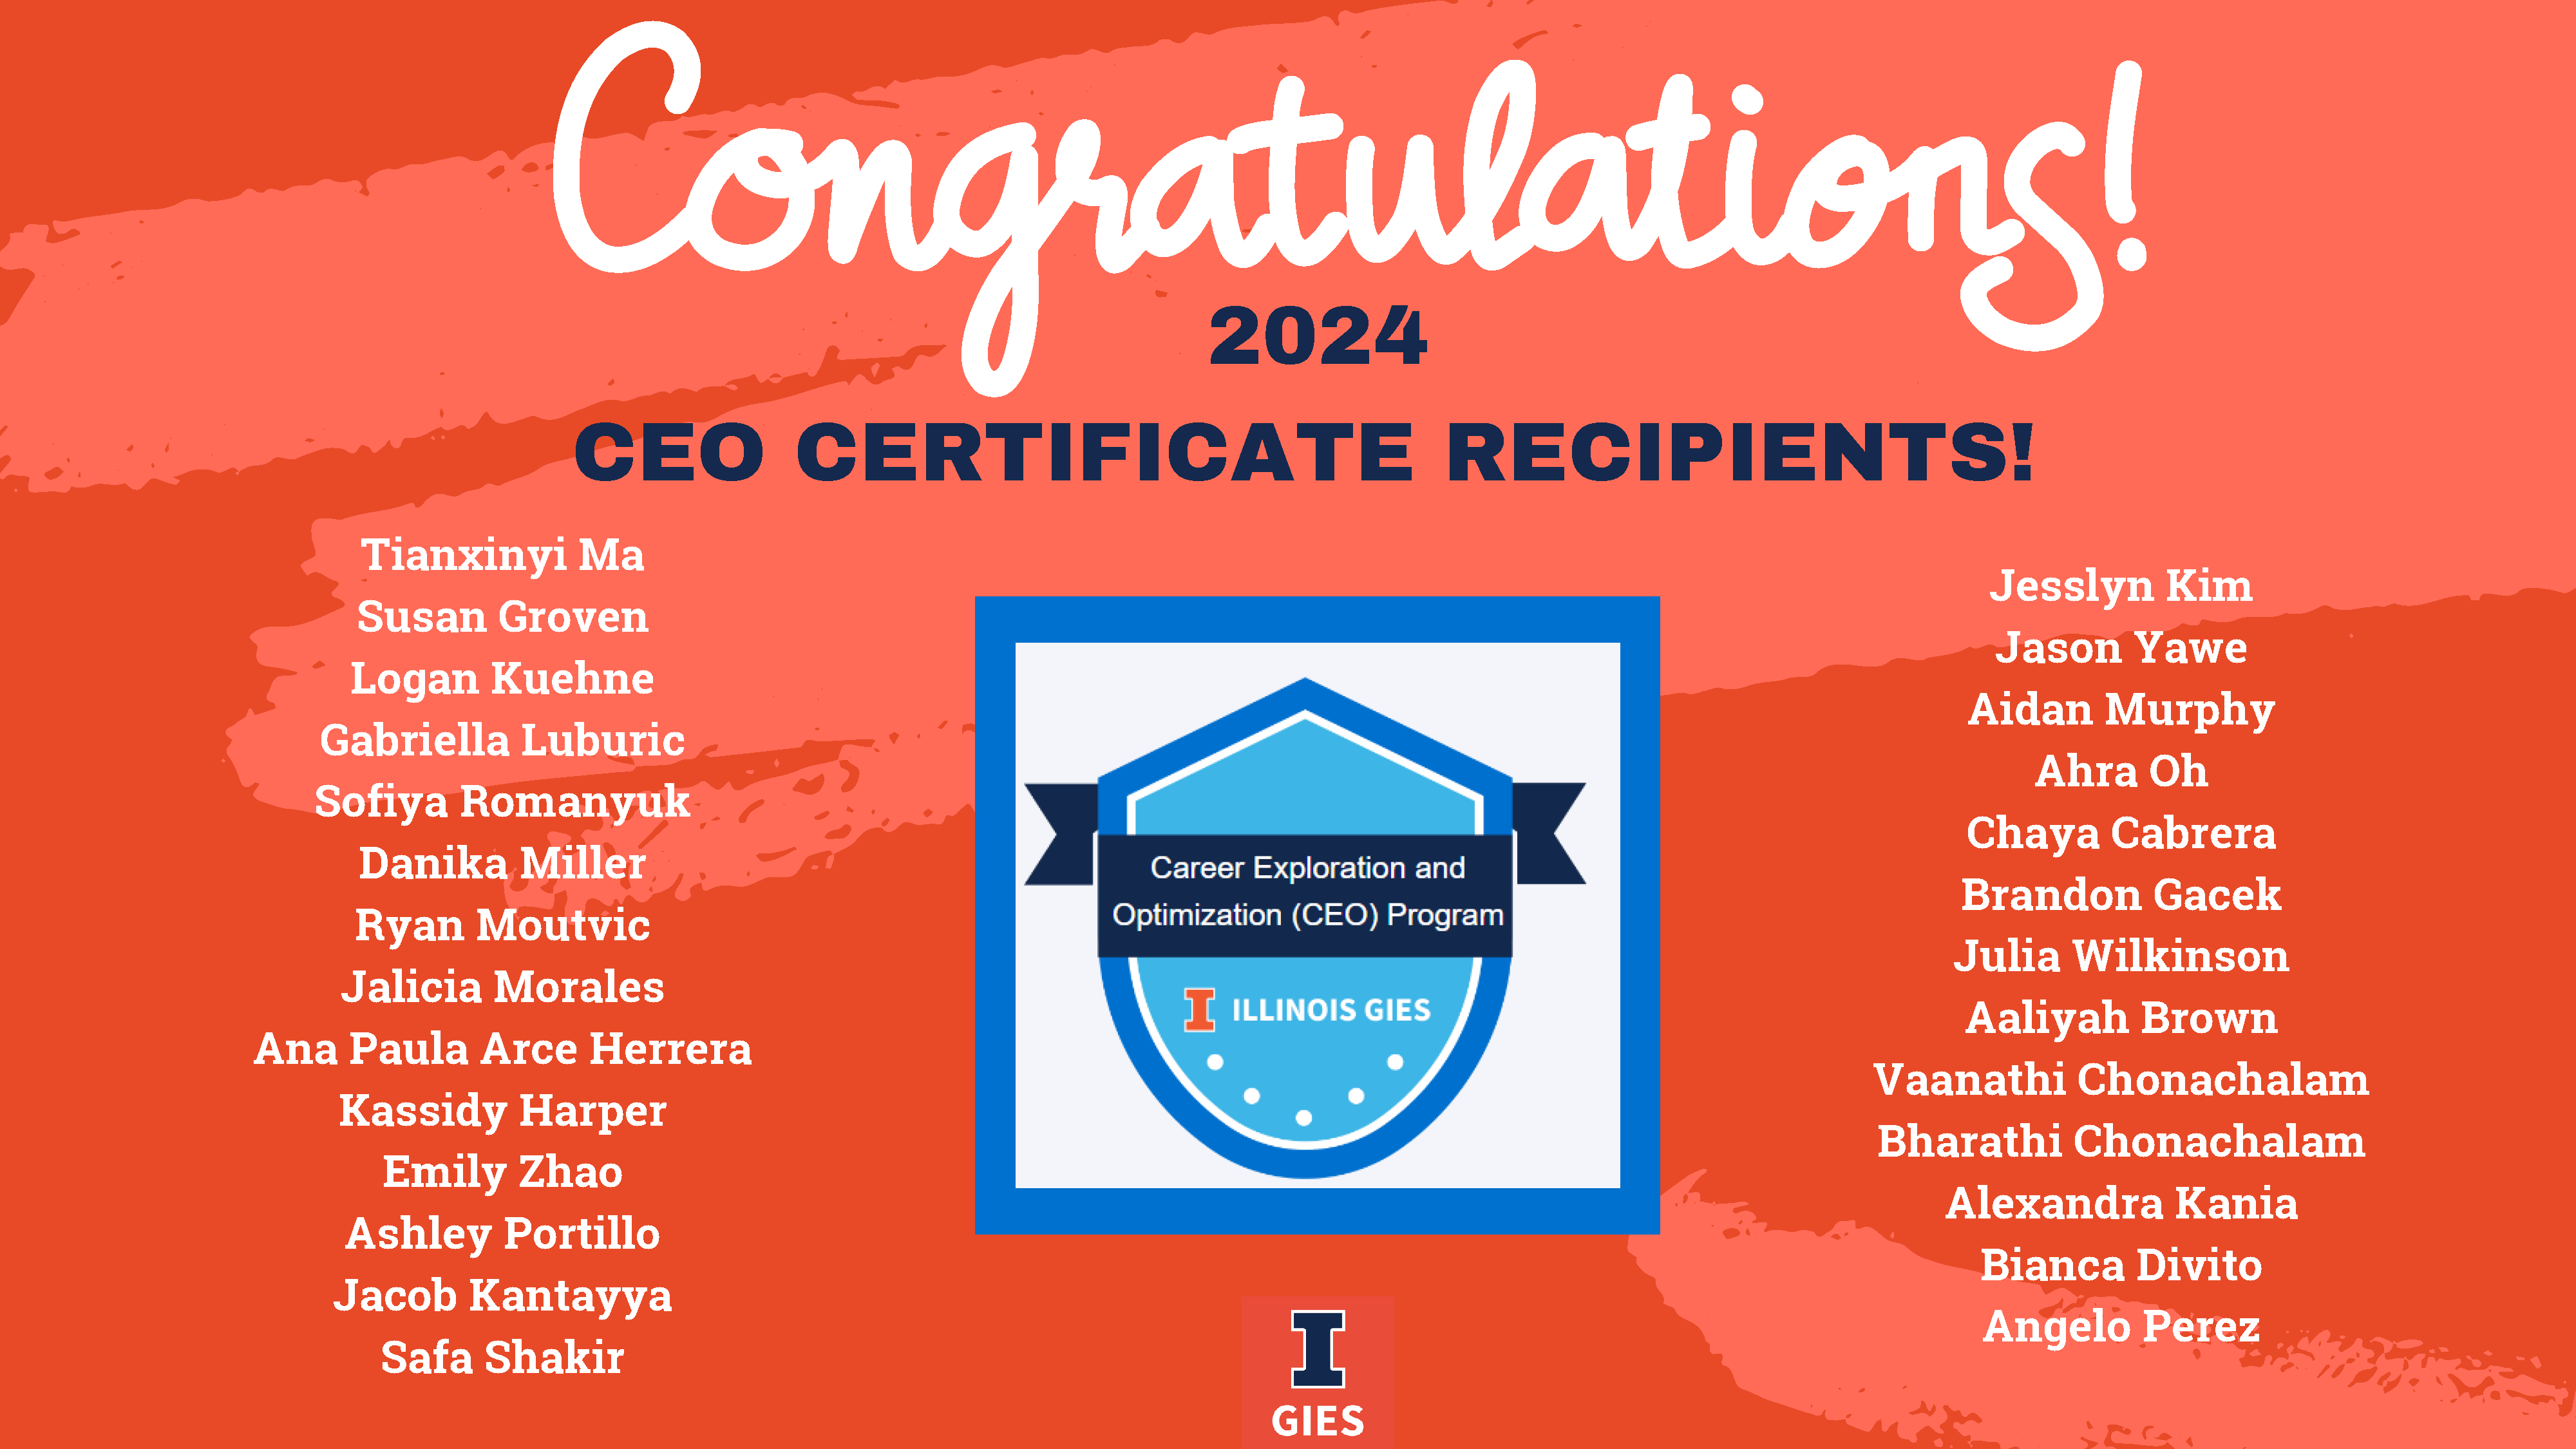 Congratulations!
2024
CEO CERTIFICATE RECIPIENTS!
Tianxinyi Ma
Susan Groven
Logan Kuehne
Gabriella Luburic
Sofiya Romanyuk
Danika Miller
Ryan Moutvic
Jalicia Morales
Ana Paula Arce Herrera
Kassidy Harper
Emily Zhao
Ashley Portillo
Jacob Kantayya
Safa Shakir
Career Exploration and
Optimization (CEO) Program
I ILLINOIS GIES
I
GIES
Jesslyn Kim
Jason Yawe
Aidan Murphy
Ahra Oh
Chaya Cabrera
Brandon Gacek
Julia Wilkinson
Aaliyah Brown
Vaanathi Chonachalam
Bharathi Chonachalam
Alexandra Kania
Bianca Divito
Angelo Perez